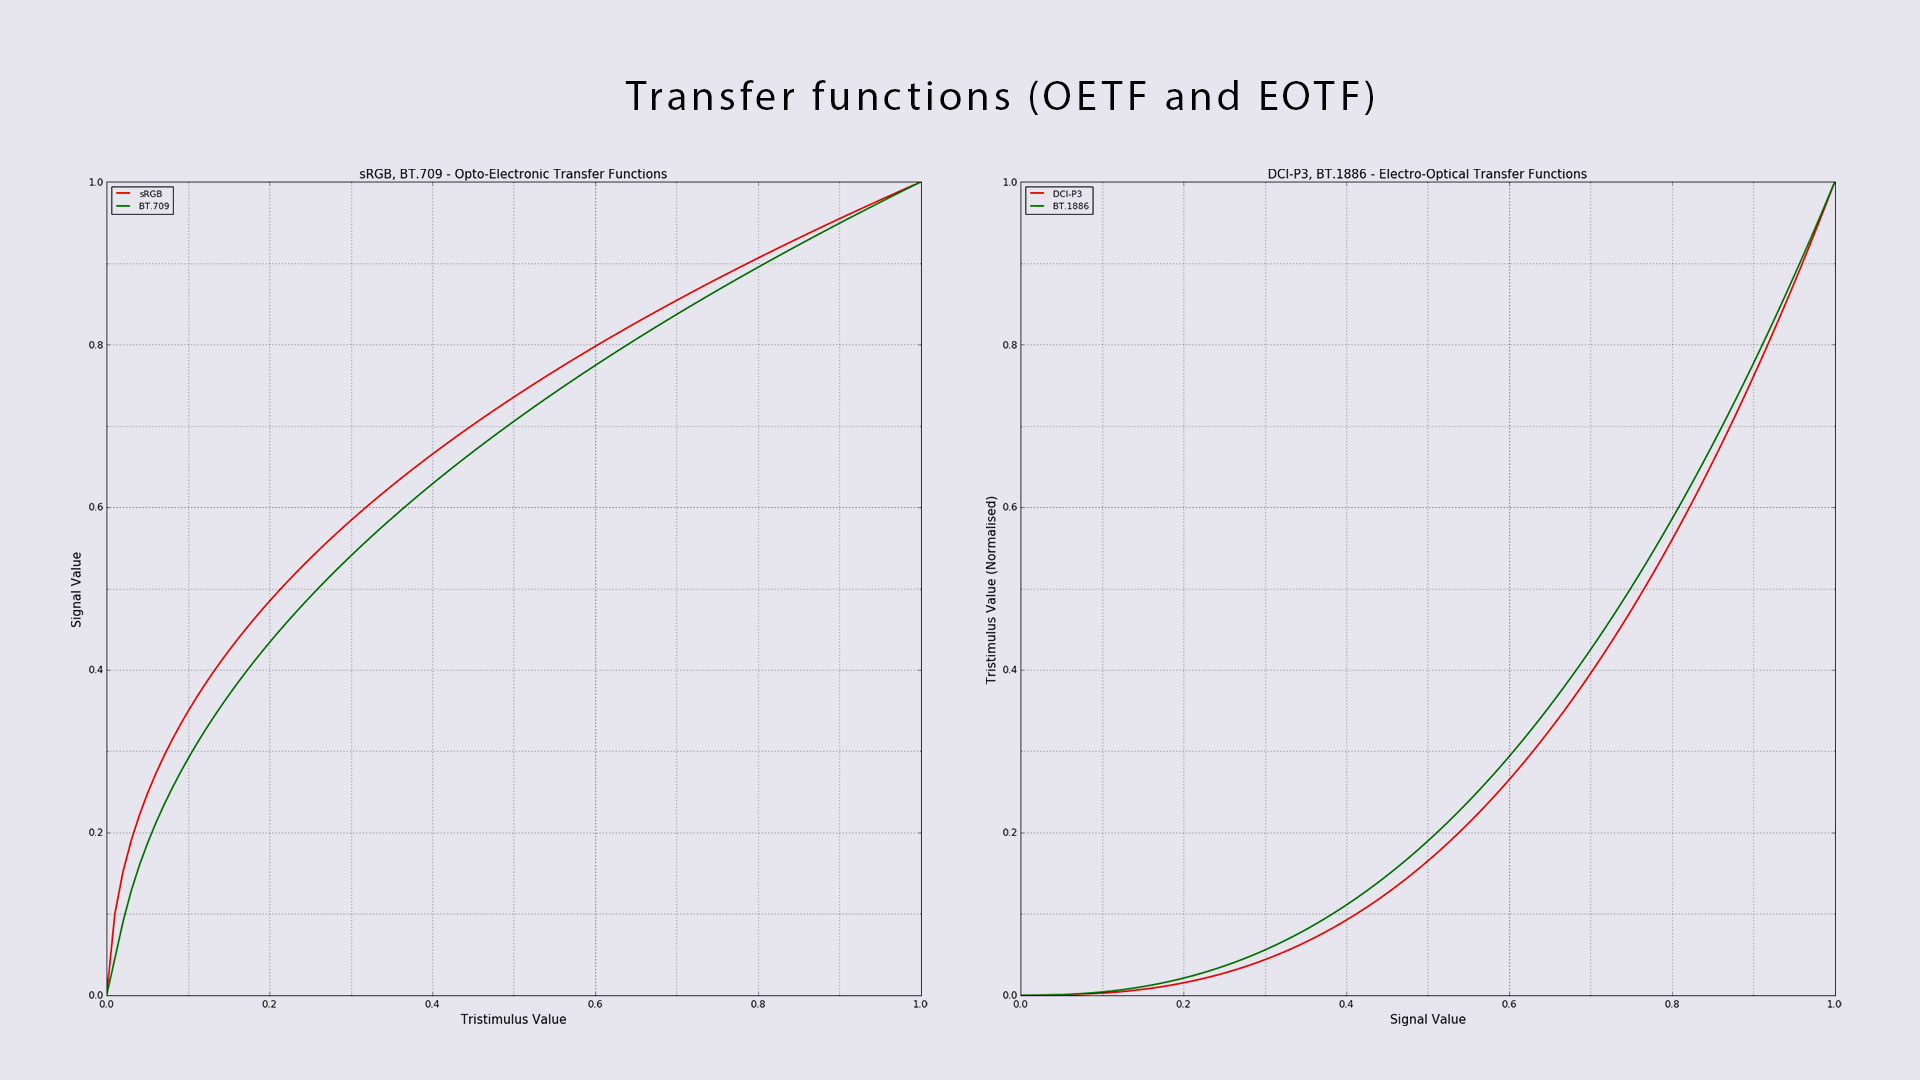 Transfer functions (OETF and EOTF)
sRGB, BT.709 - Opto-Electronic Transfer Functions
sRGB
BT.709
1.0
0.8
0.6
0.4
0.2
0.0
Signal Value
0.0 0.2 0.4 0.6 0.8 1.0
Tristimulus Value
DCI-P3, BT.1886 - Electro-Optical Transfer Functions
DCI-P3
BT.1886
1.0
0.8
0.6
0.4
0.2
0.0
Tristimulus Value (Normalised)
0.0 0.2 0.4 0.6 0.8 1.0
Signal Value